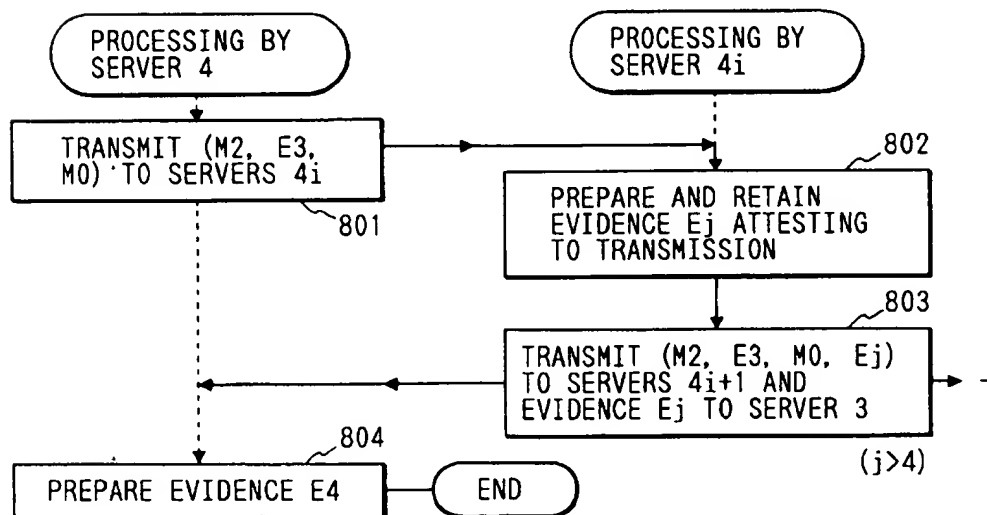 PROCESSING BY
SERVER 4
PROCESSING BY
SERVER 4i
TRANSMIT (M2, E3,
M0) TO SERVERS 4i
801
802
PREPARE AND RETAIN
EVIDENCE Ej ATTESTING
TO TRANSMISSION
803
TRANSMIT (M2, E3, M0, Ej)
TO SERVERS 4i+1 AND
EVIDENCE Ej TO SERVER 3
(j>4)
804
PREPARE EVIDENCE E4
END